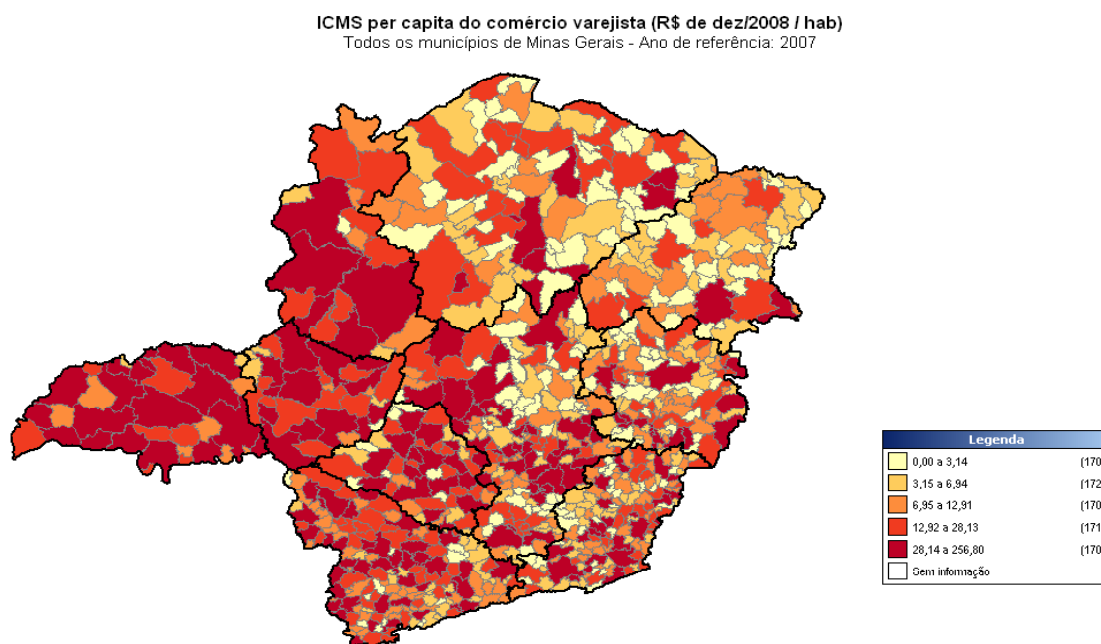 ICMS per capita do comércio varejista (R$ de dez/2008 / hab)
Todos os municípios de Minas Gerais - Ano de referência: 2007
Legenda
0,00 a 3,14 (170
3,15 a 6,94 (172
6,95 a 12,91 (170
12,92 a 28,13 (171
28,14 a 256,80 (170
Sem informação